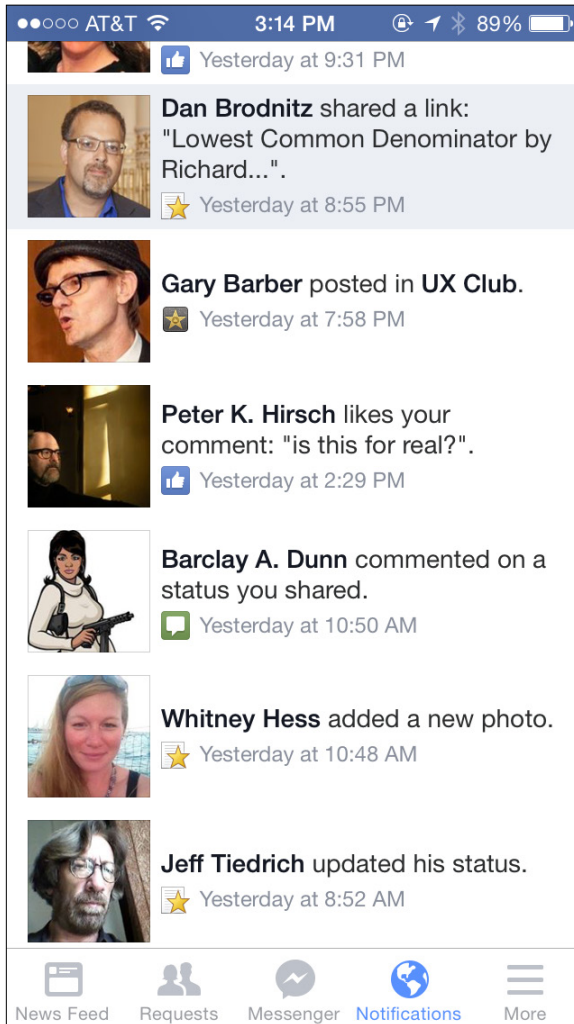 AT&T 3:14 PM 89%
Yesterday at 9:31 PM
Dan Brodnitz shared a link:
"Lowest Common Denominator by
Richard...".
Yesterday at 8:55 PM
Gary Barber posted in UX Club.
Yesterday at 7:58 PM
Peter K. Hirsch likes your
comment: "is this for real?".
Yesterday at 2:29 PM
Barclay A. Dunn commented on a
status you shared.
Yesterday at 10:50 AM
Whitney Hess added a new photo.
Yesterday at 10:48 AM
Jeff Tiedrich updated his status.
Yesterday at 8:52 AM
News Feed Requests Messenger Notifications More